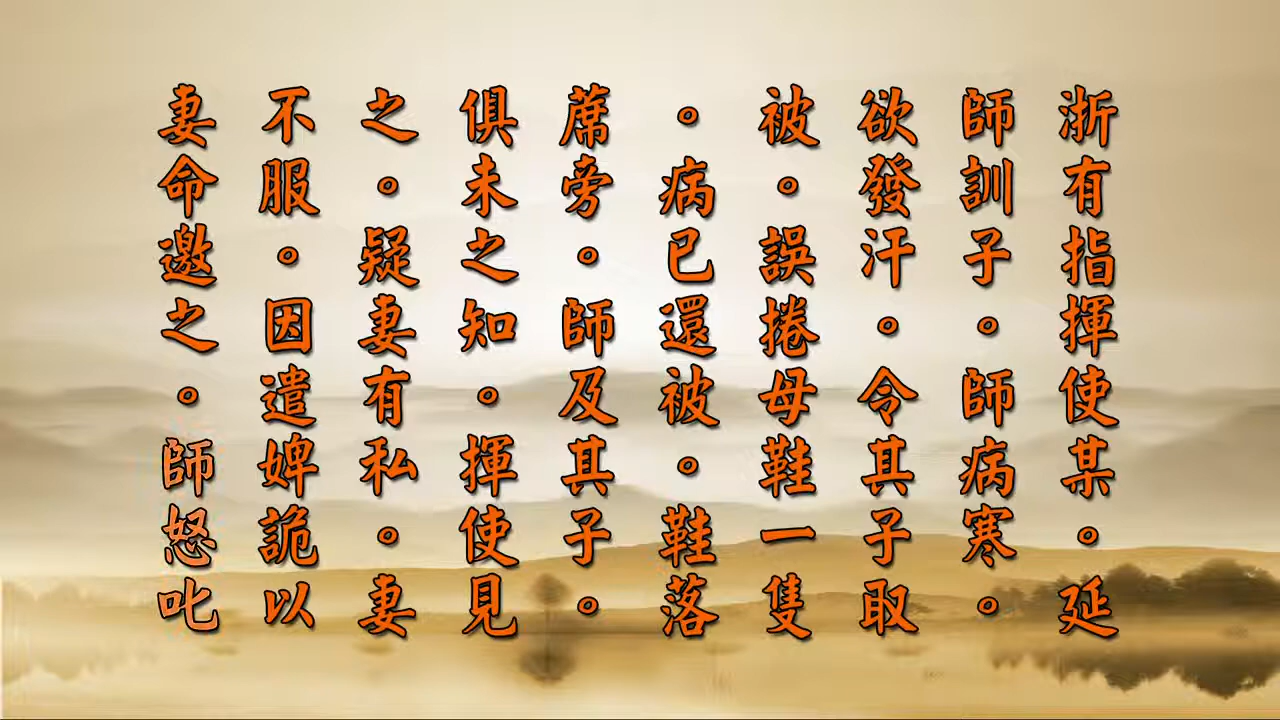 浙有指揮使某。延
師訓子。師病寒。
欲發汗。令其子取
被。誤捲母鞋一隻
。病已還被。鞋落
蓆旁。師及其子。
俱未之知。揮使見
之。疑妻有私。妻
不服。因遣婢詭以
妻命邀之。師怒叱